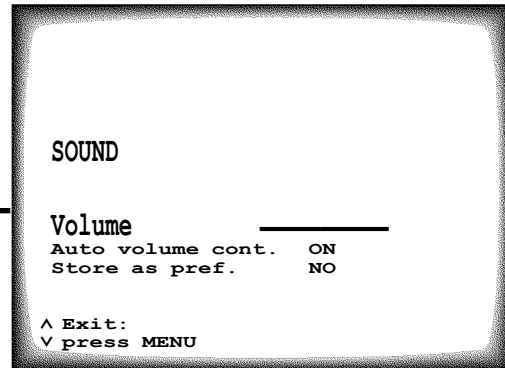 SOUND
Volume
Auto volume cont. ON
Store as pref. NO
∧ Exit:
∨ press MENU